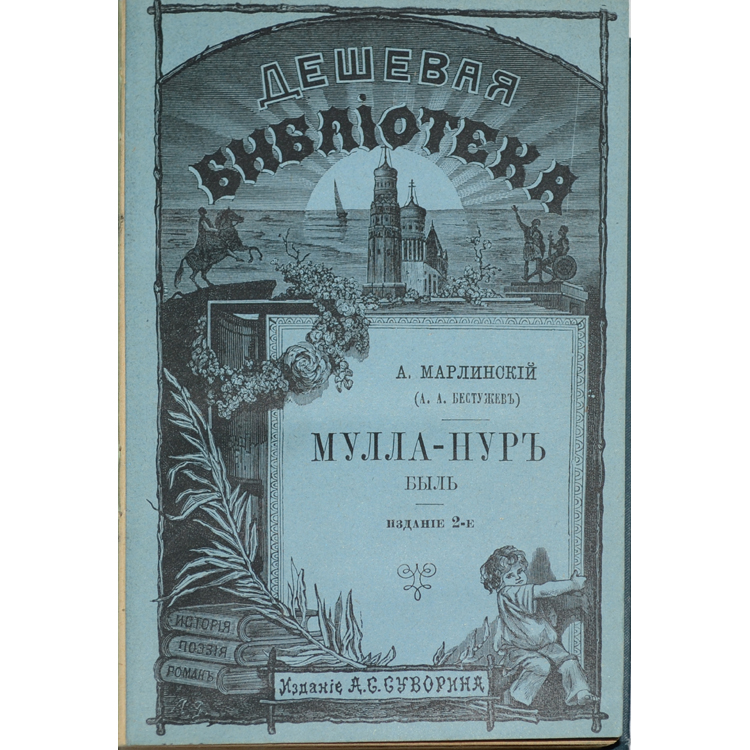 ДЕШЕВАЯ
БИБЛІОТЕКА
А. МАРЛИНСКІЙ
(А. А. БЕСТУЖЕВЪ)
МУЛЛА-НУРЪ
БЫЛЬ
ИЗДАНІЕ 2-Е
ИСТОРІЯ
ПОЭЗІЯ
РОМАНЪ
Изданіе А.С.СУВОРИНА